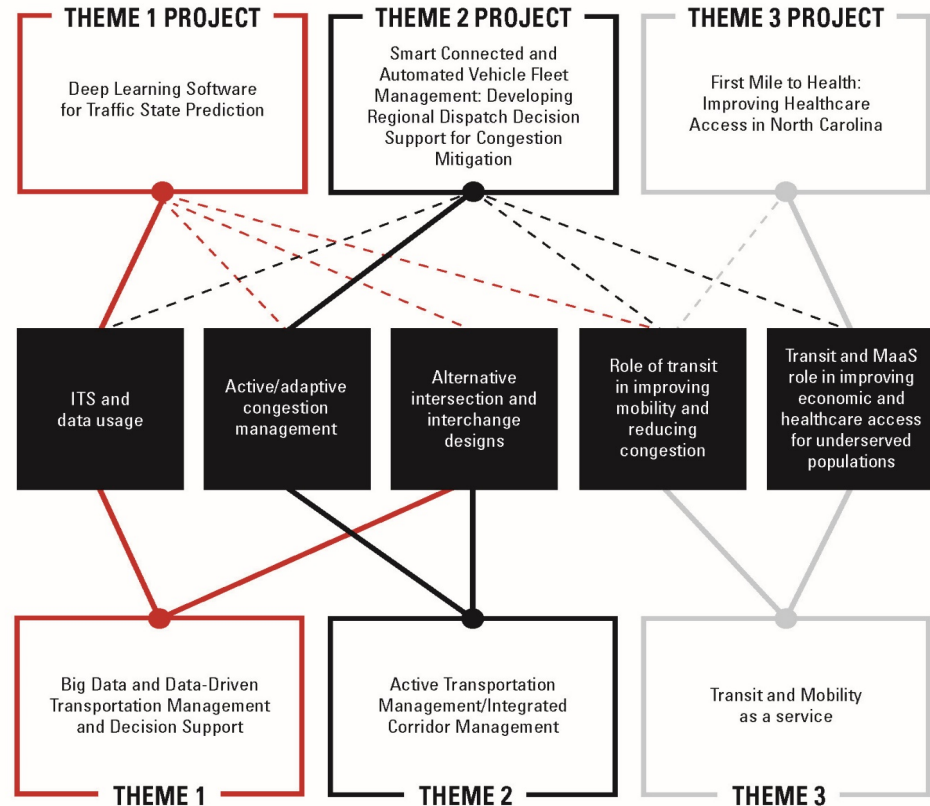 THEME 1 PROJECT
Deep Learning Software
for Traffic State Prediction
THEME 2 PROJECT
Smart Connected and
Automated Vehicle Fleet
Management: Developing
Regional Dispatch Decision
Support for Congestion
Mitigation
THEME 3 PROJECT
First Mile to Health:
Improving Healthcare
Access in North Carolina
ITS and
data usage
Active/adaptive
congestion
management
Alternative
intersection and
interchange
designs
Role of transit
in improving
mobility and
reducing
congestion
Transit and MaaS
role in improving
economic and
healthcare access
for underserved
populations
Big Data and Data-Driven
Transportation Management
and Decision Support
THEME 1
Active Transportation
Management/Integrated
Corridor Management
THEME 2
Transit and Mobility
as a service
THEME 3